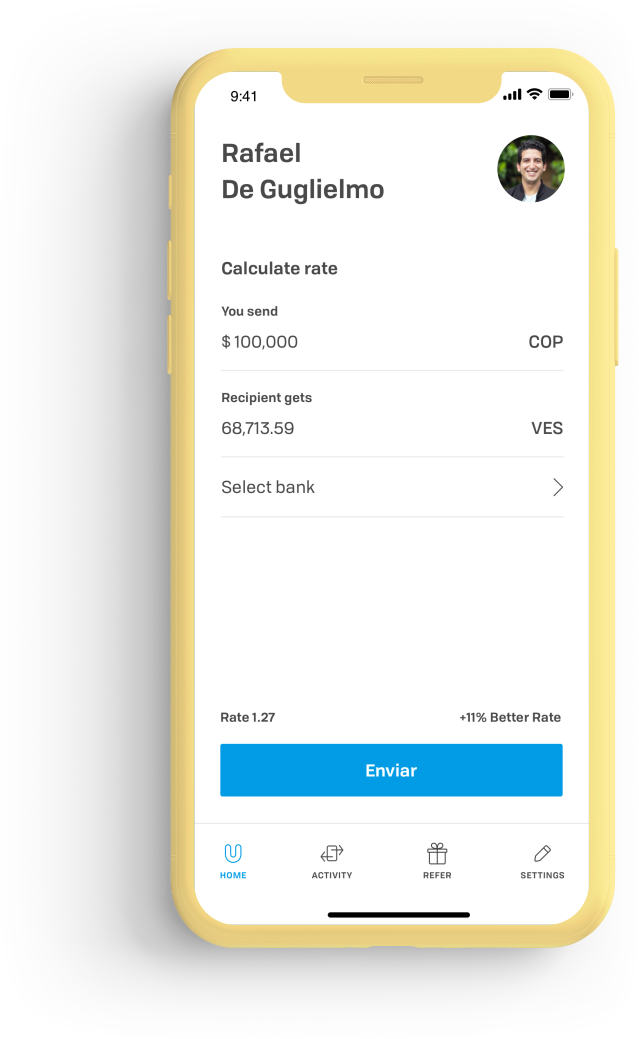 9:41
Rafael
De Guglielmo
Calculate rate
You send
$ 100,000 COP
Recipient gets
68,713.59 VES
Select bank
Rate 1.27 +11% Better Rate
Enviar
HOME ACTIVITY REFER SETTINGS